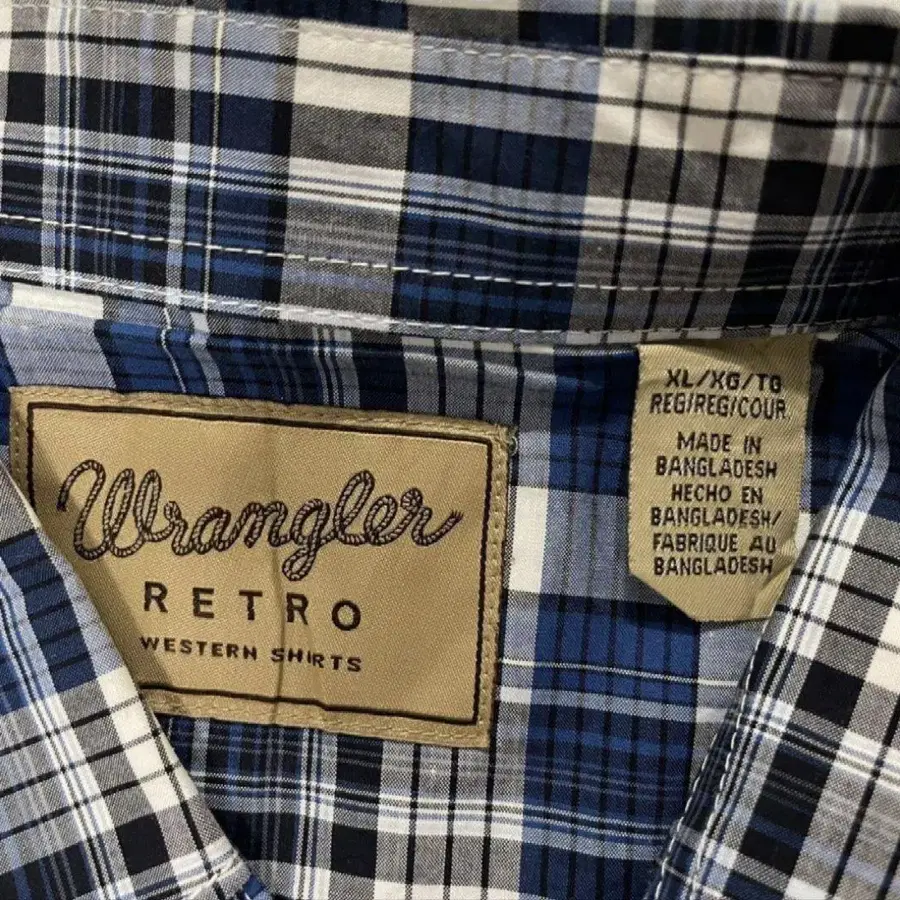 Wrangler
RETRO
WESTERN SHIRTS
XL/XG/TG
REG/REG/COUR
MADE IN
BANGLADESH
HECHO EN
BANGLADESH/
FABRIQUE AU
BANGLADESH